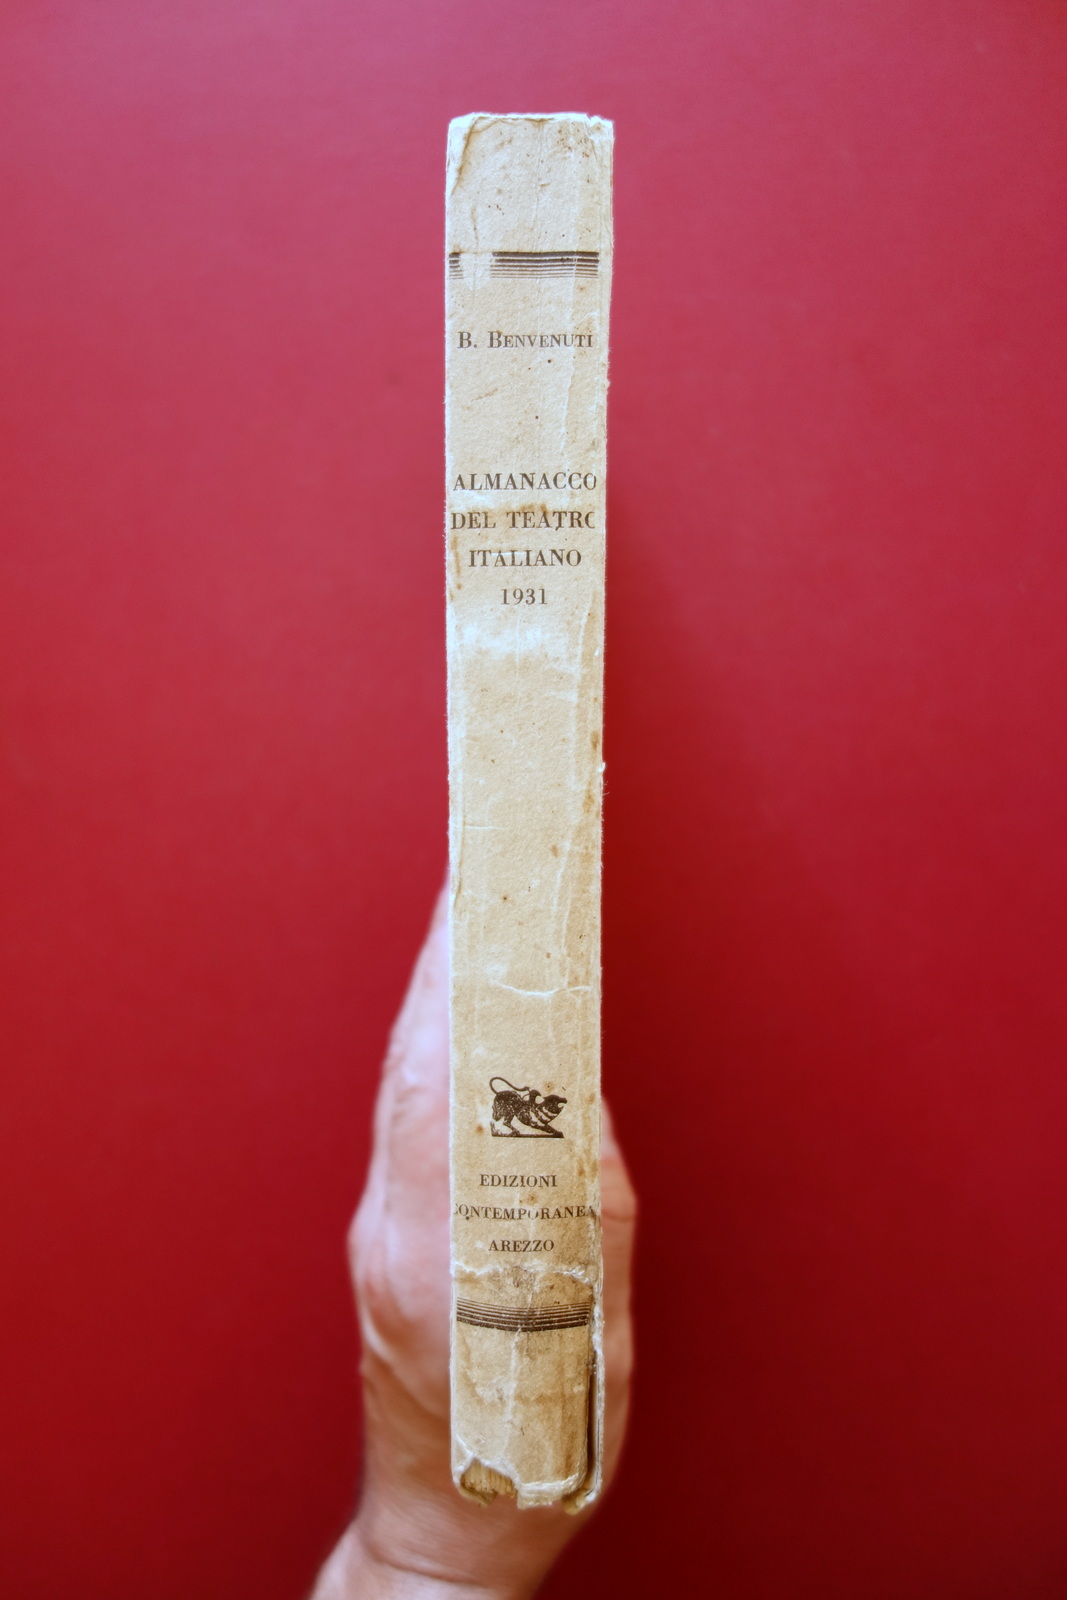 B. BENVENUTI
ALMANACCO
DEL TEATRO
ITALIANO
1931
EDIZIONI
CONTEMPORANEA
AREZZO